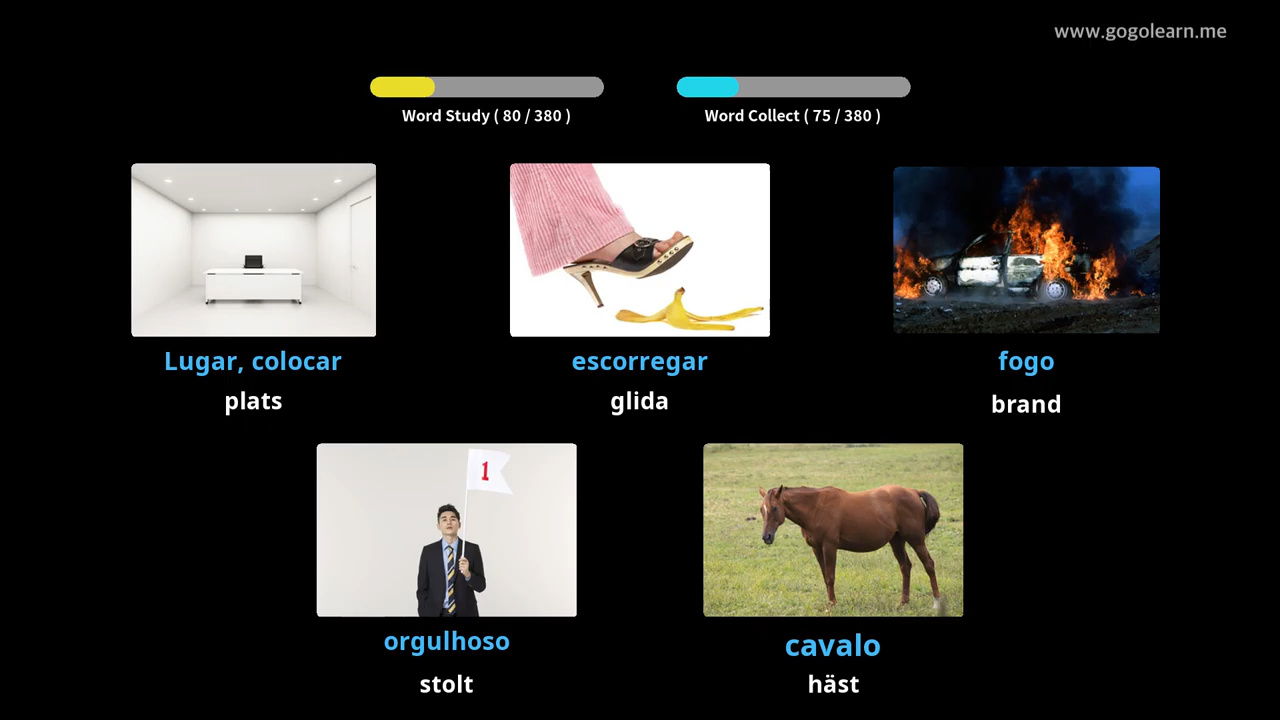 www.gogolearn.me
Word Study ( 80 / 380 )
Word Collect ( 75 / 380 )
Lugar, colocar
plats
escorregar
glida
fogo
brand
1
orgulhoso
stolt
cavalo
häst